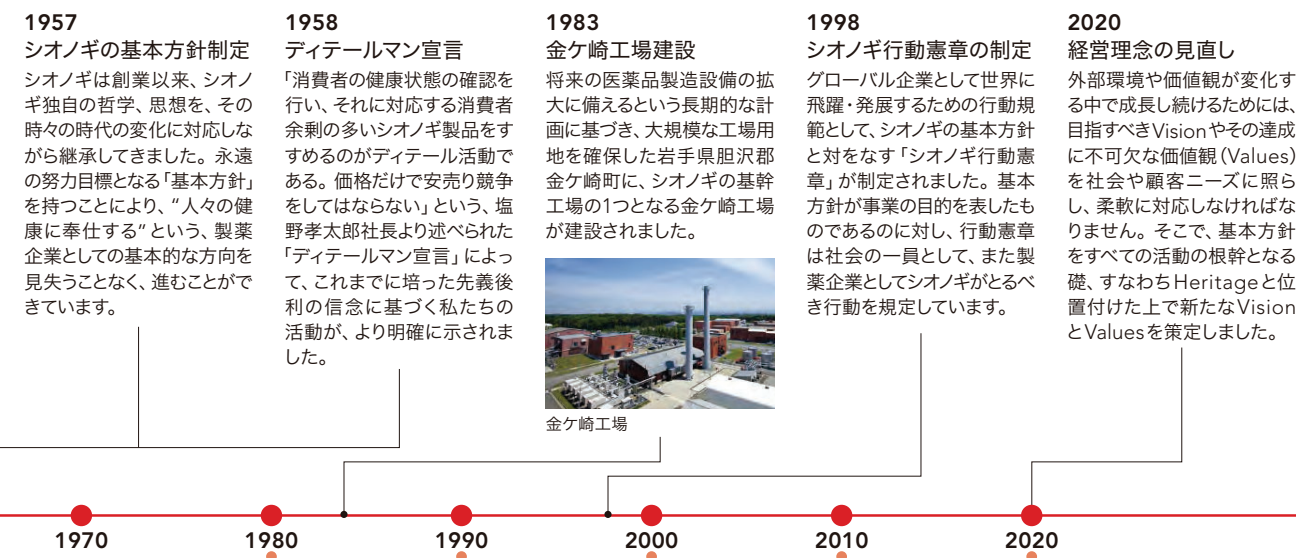 1957
シオノギの基本方針制定
シオノギは創業以来、シオノ
ギ独自の哲学、思想を、その
時々の時代の変化に対応しな
がら継承してきました。永遠
の努力目標となる「基本方針」
を持つことにより、“人々の健
康に奉仕する”という、製薬
企業としての基本的な方向を
見失うことなく、進むことがで
きています。
1958
ディテールマン宣言
「消費者の健康状態の確認を
行い、それに対応する消費者
余剰の多いシオノギ製品をす
すめるのがディテール活動で
ある。価格だけで安売り競争
をしてはならない」という、塩
野孝太郎社長より述べられた
「ディテールマン宣言」によっ
て、これまでに培った先義後
利の信念に基づく私たちの
活動が、より明確に示されま
した。
1983
金ケ崎工場建設
将来の医薬品製造設備の拡
大に備えるという長期的な計
画に基づき、大規模な工場用
地を確保した岩手県胆沢郡
金ケ崎町に、シオノギの基幹
工場の1つとなる金ケ崎工場
が建設されました。
金ケ崎工場
1998
シオノギ行動憲章の制定
グローバル企業として世界に
飛躍・発展するための行動規
範として、シオノギの基本方針
と対をなす「シオノギ行動憲
章」が制定されました。基本
方針が事業の目的を表したも
のであるのに対し、行動憲章
は社会の一員として、また製
薬企業としてシオノギがとるべ
き行動を規定しています。
2020
経営理念の見直し
外部環境や価値観が変化す
る中で成長し続けるためには、
目指すべきVisionやその達成
に不可欠な価値観(Values)
を社会や顧客ニーズに照ら
し、柔軟に対応しなければな
りません。そこで、基本方針
をすべての活動の根幹となる
礎、すなわちHeritageと位
置付けた上で新たなVision
とValuesを策定しました。
1970
1980
1990
2000
2010
2020